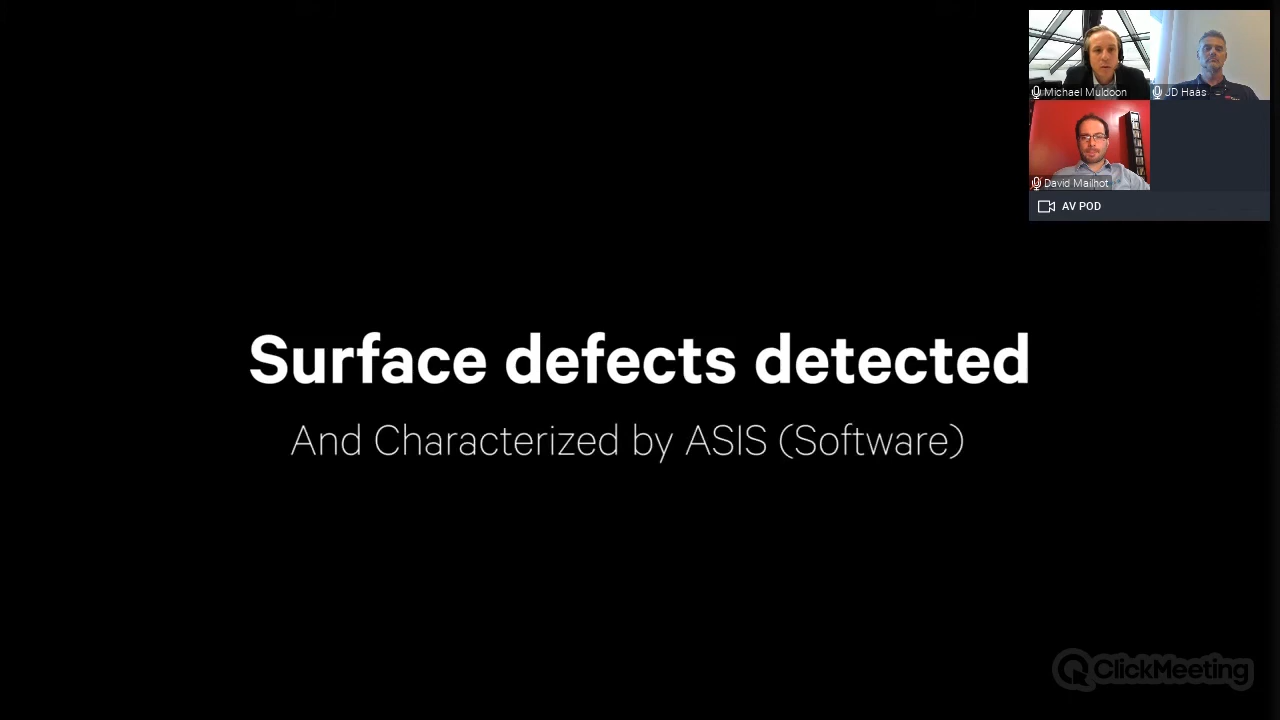 Michael Muldoon
JD Haas
David Mailhot
AV POD
Surface defects detected
And Characterized by ASIS (Software)
ClickMeeting